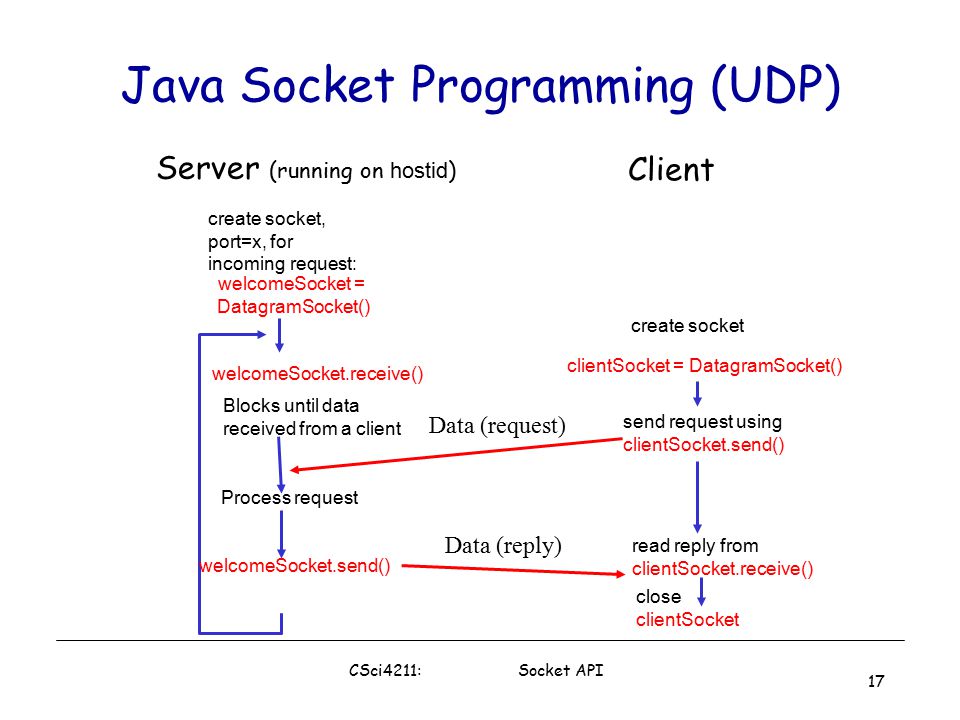 Java Socket Programming (UDP)
Server (running on hostid)
Client
create socket,
port=x, for
incoming request:
welcomeSocket =
DatagramSocket()
welcomeSocket.receive()
Blocks until data
received from a client
Process request
welcomeSocket.send()
Data (request)
Data (reply)
create socket
clientSocket = DatagramSocket()
send request using
clientSocket.send()
read reply from
clientSocket.receive()
close
clientSocket
CSci4211: Socket API
17